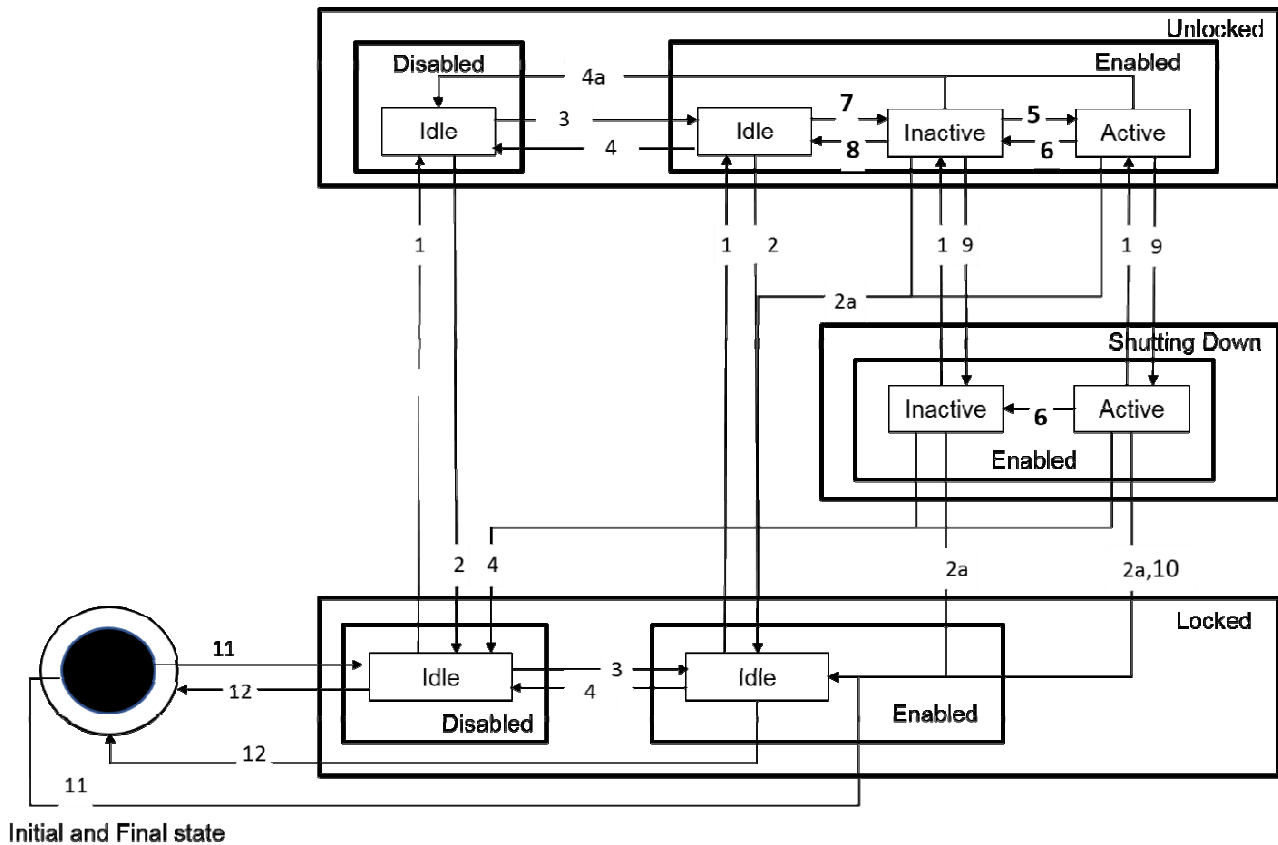 Unlocked
Disabled
4a
Enabled
Idle
3
4
Idle
7
8
Inactive
5
6
Active
1
1
2
1
9
1
9
2a
Shutting Down
Inactive
6
Active
Enabled
2
4
2a
2a,10
Locked
11
12
Idle
3
4
Idle
Disabled
Enabled
12
11
Initial and Final state